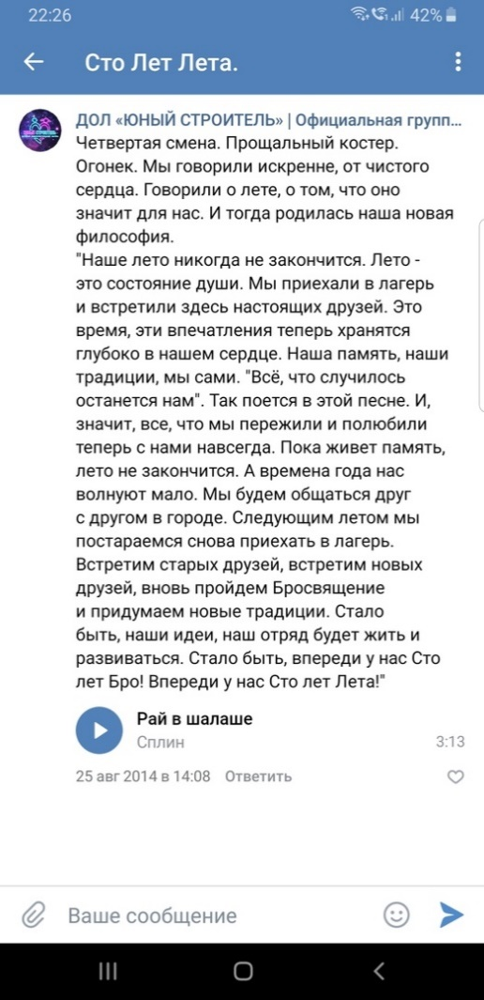 22:26
42%
Сто Лет Лета.
ДОЛ «ЮНЫЙ СТРОИТЕЛЬ» | Официальная групп...
Четвертая смена. Прощальный костер.
Огонек. Мы говорили искренне, от чистого
сердца. Говорили о лете, о том, что оно
значит для нас. И тогда родилась наша новая
философия.
"Наше лето никогда не закончится. Лето -
это состояние души. Мы приехали в лагерь
и встретили здесь настоящих друзей. Это
время, эти впечатления теперь хранятся
глубоко в нашем сердце. Наша память, наши
традиции, мы сами. "Всё, что случилось
останется нам". Так поется в этой песне. И,
значит, все, что мы пережили и полюбили
теперь с нами навсегда. Пока живет память,
лето не закончится. А времена года нас
волнуют мало. Мы будем общаться друг
с другом в городе. Следующим летом мы
постараемся снова приехать в лагерь.
Встретим старых друзей, встретим новых
друзей, вновь пройдем Бросвящение
и придумаем новые традиции. Стало
быть, наши идеи, наш отряд будет жить и
развиваться. Стало быть, впереди у нас Сто
лет Бро! Впереди у нас Сто лет Лета!"
Рай в шалаше
Сплин
3:13
25 авг 2014 в 14:08 Ответить
Ваше сообщение